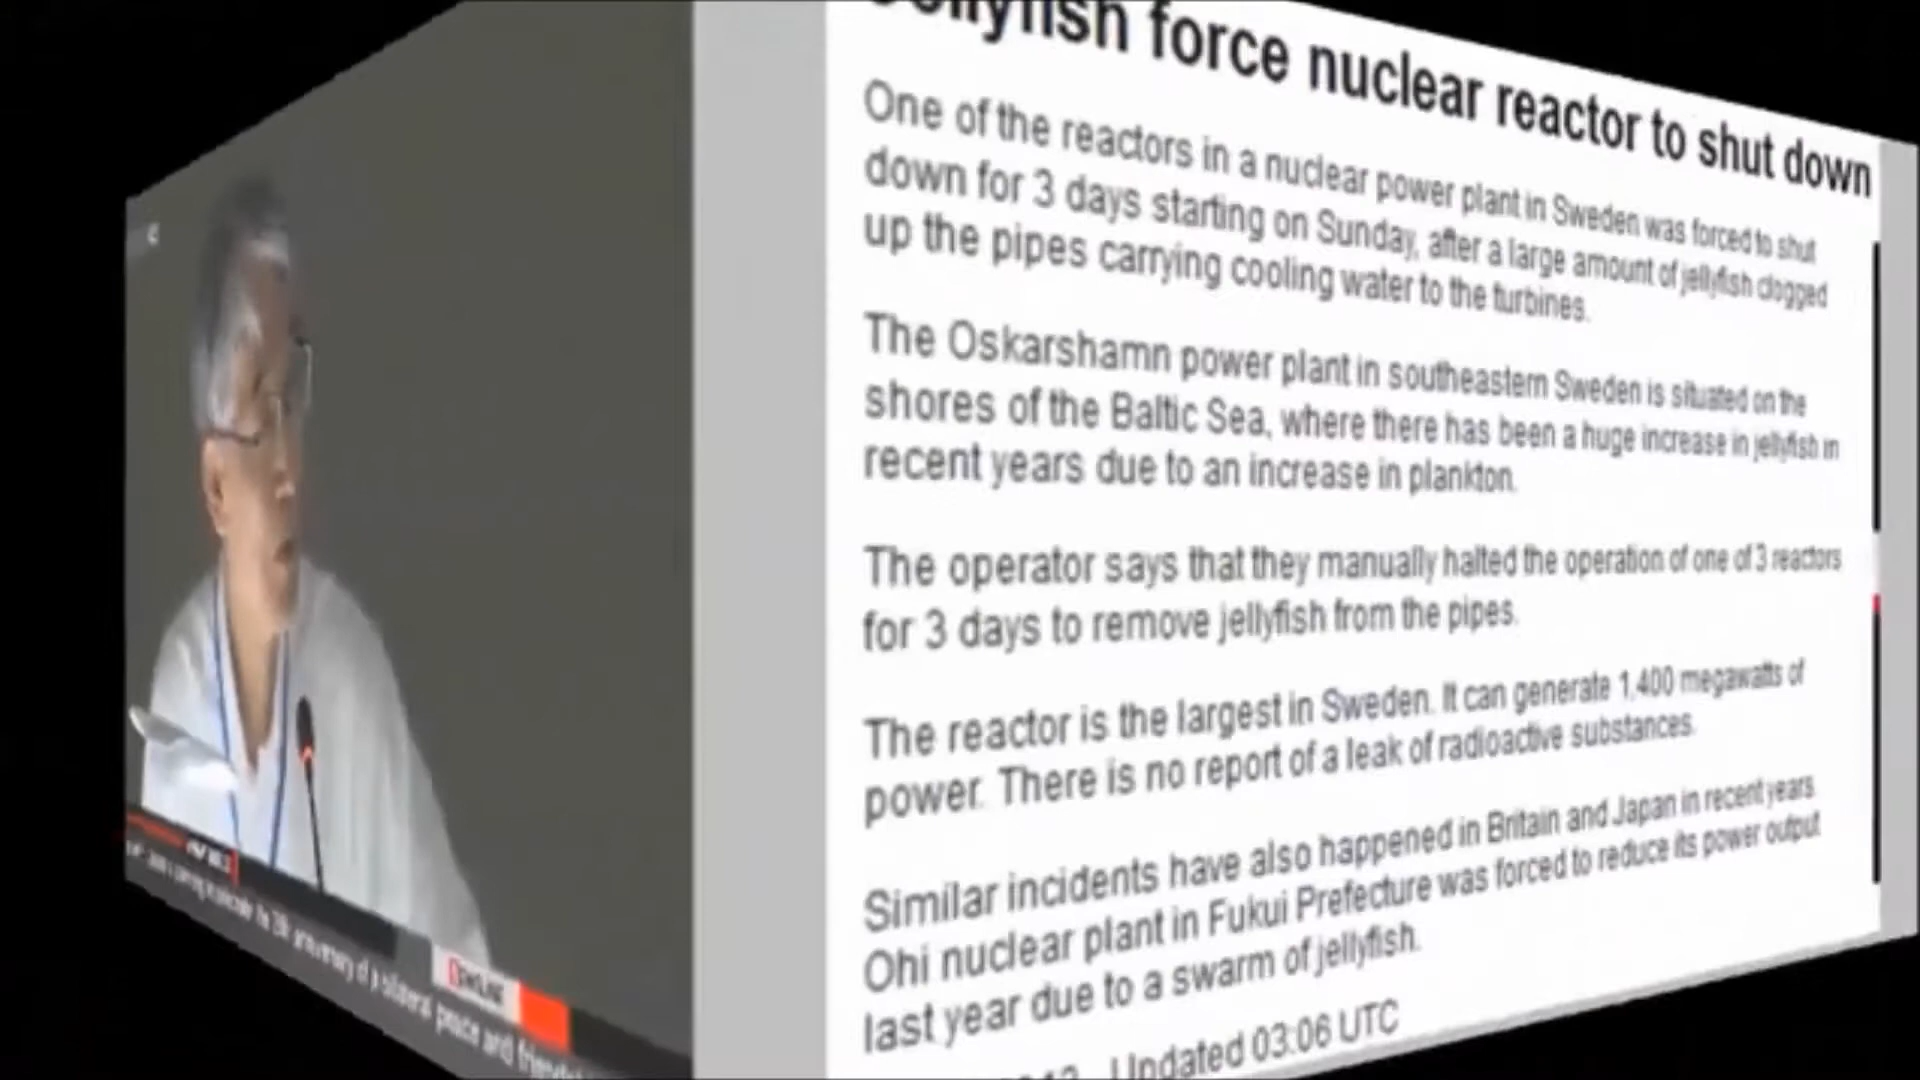 force nuclear reactor to shut down
One of the reactors in a nuclear power plant in Sweden was forced to shut
down for 3 days starting on Sunday, after a large amount of jellyfish clogged
up the pipes carrying cooling water to the turbines.
The Oskarshamn power plant in southeastern Sweden is situated on the
shores of the Baltic Sea, where there has been a huge increase in jellyfish in
recent years due to an increase in plankton.
The operator says that they manually halted the operation of one of 3 reactors
for 3 days to remove jellyfish from the pipes.
The reactor is the largest in Sweden. It can generate 1,400 megawatts of
power. There is no report of a leak of radioactive substances.
Similar incidents have also happened in Britain and Japan in recent years
Ohi nuclear plant in Fukui Prefecture was forced to reduce its power output
last year due to a swarm of jellyfish.
Updated 03:06 UTC
NEWSLINE
anniversary of a bilateral peace and